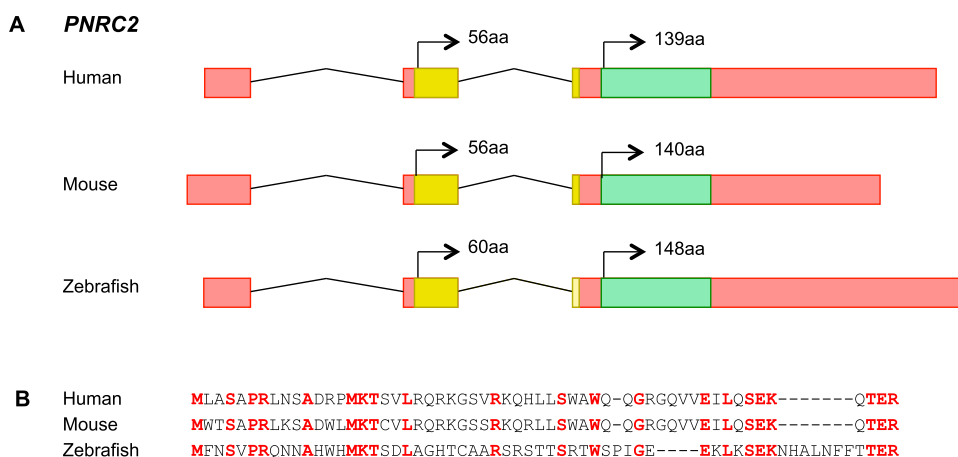 A PNRC2
Human 56aa 139aa
Mouse 56aa 140aa
Zebrafish 60aa 148aa
B Human MLASAPRLNSADRPMKTSVLRQRKGSVRKQHLLSWAWQ-QGRGQVVEILQSEK-------QTER
Mouse MWTSAPRLKSADWLMKTCVLRQRKGSSRKQRLLSWAWQ-QGRGQVVEILQSEK-------QTER
Zebrafish MFNSVPRQNNAHWHMKTSDLAGHTCAARSRSTTSRTWSPIGE----EKLKSEKNHALNFFTTER